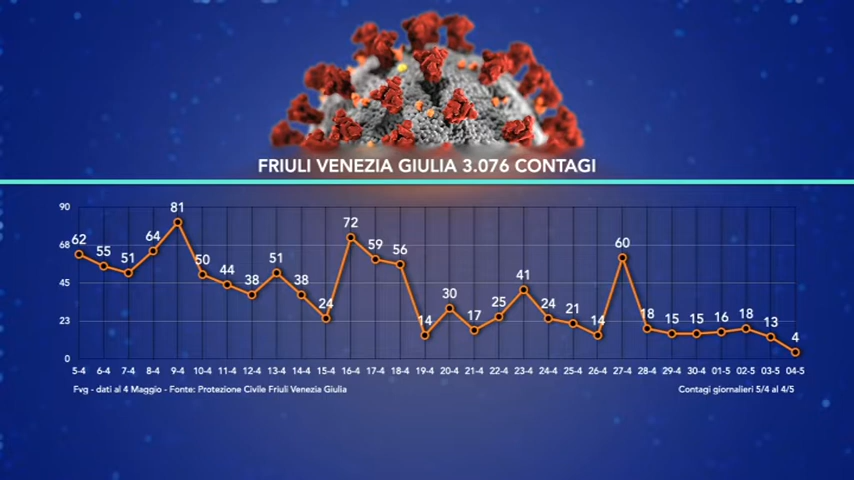 FRIULI VENEZIA GIULIA 3.076 CONTAGI
90
68
45
23
0
62 55 51 64 81 50 44 38 51 38 24 72 59 56 14 30 17 25 41 24 21 14 60 18 15 15 16 18 13 4
5-4 6-4 7-4 8-4 9-4 10-4 11-4 12-4 13-4 14-4 15-4 16-4 17-4 18-4 19-4 20-4 21-4 22-4 23-4 24-4 25-4 26-4 27-4 28-4 29-4 30-4 01-5 02-5 03-5 04-5
Fvg - dati al 4 Maggio - Fonte: Protezione Civile Friuli Venezia Giulia
Contagi giornalieri 5/4 al 4/5